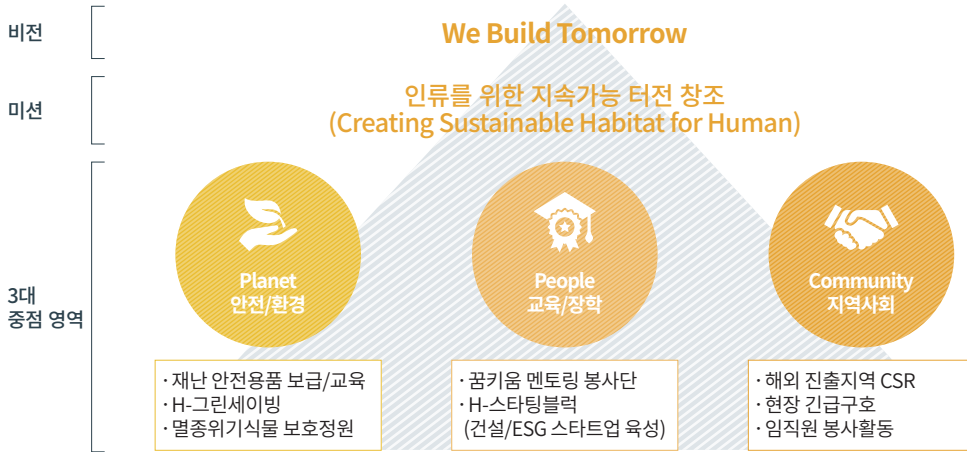 비전
We Build Tomorrow
미션
인류를 위한 지속가능 터전 창조
(Creating Sustainable Habitat for Human)
3대
중점 영역
Planet
안전/환경
· 재난 안전용품 보급/교육
· H-그린세이빙
· 멸종위기식물 보호정원
People
교육/장학
· 꿈키움 멘토링 봉사단
· H-스타팅블럭
(건설/ESG 스타트업 육성)
Community
지역사회
· 해외 진출지역 CSR
· 현장 긴급구호
· 임직원 봉사활동